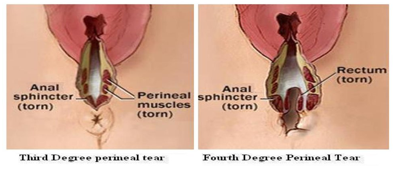 Anal
sphincter
(torn)
Perineal
muscles
(torn)
Third Degree perineal tear
Anal
sphincter
(torn)
Rectum
(torn)
Fourth Degree Perineal Tear